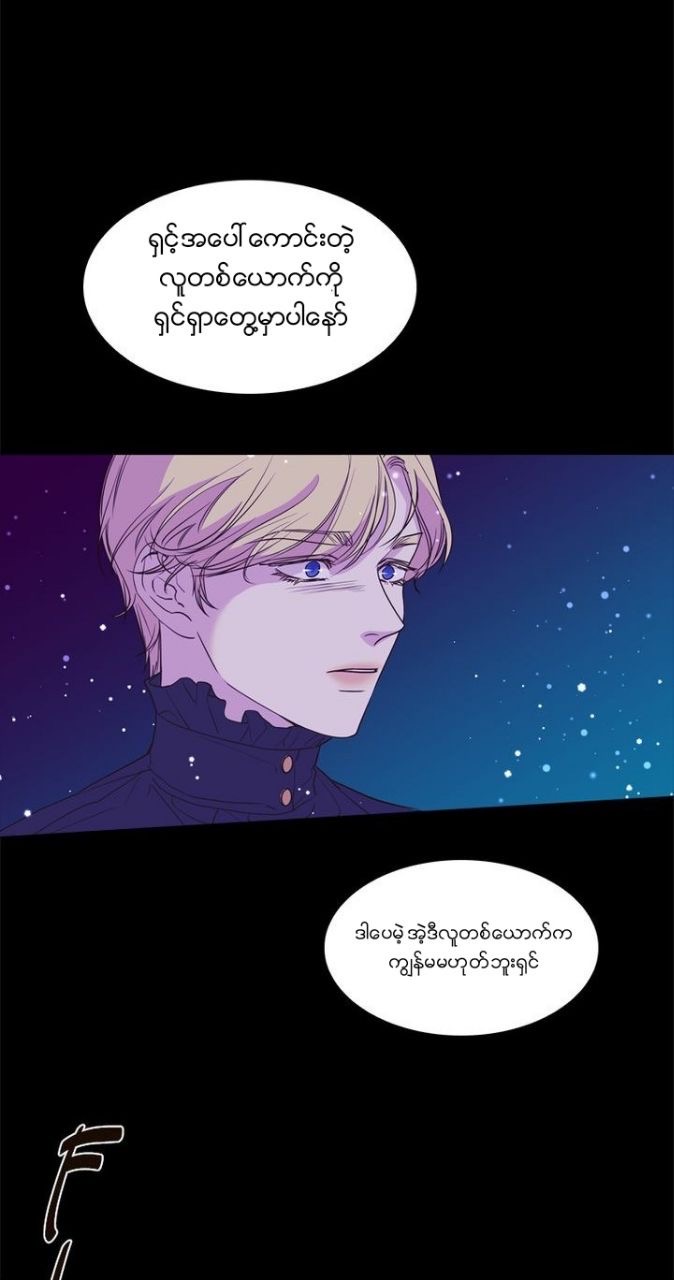 ရှင့်အပေါ် ကောင်းတဲ့
လူတစ်ယောက်ကို
ရှင်ရှာတွေ့မှာပါနော်
ဒါပေမဲ့ အဲ့ဒီလူတစ်ယောက်က
ကျွန်မမဟုတ်ဘူးရှင်
F